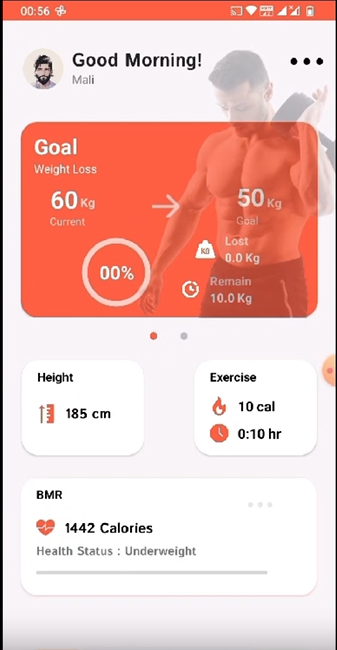 00:56
Good Morning!
Mali
Goal
Weight Loss
60 Kg
50 Kg
Current
Goal
Lost
0.0 Kg
00%
KG
Remain
10.0 Kg
Height
Exercise
185 cm
10 cal
0:10 hr
BMR
1442 Calories
Health Status : Underweight